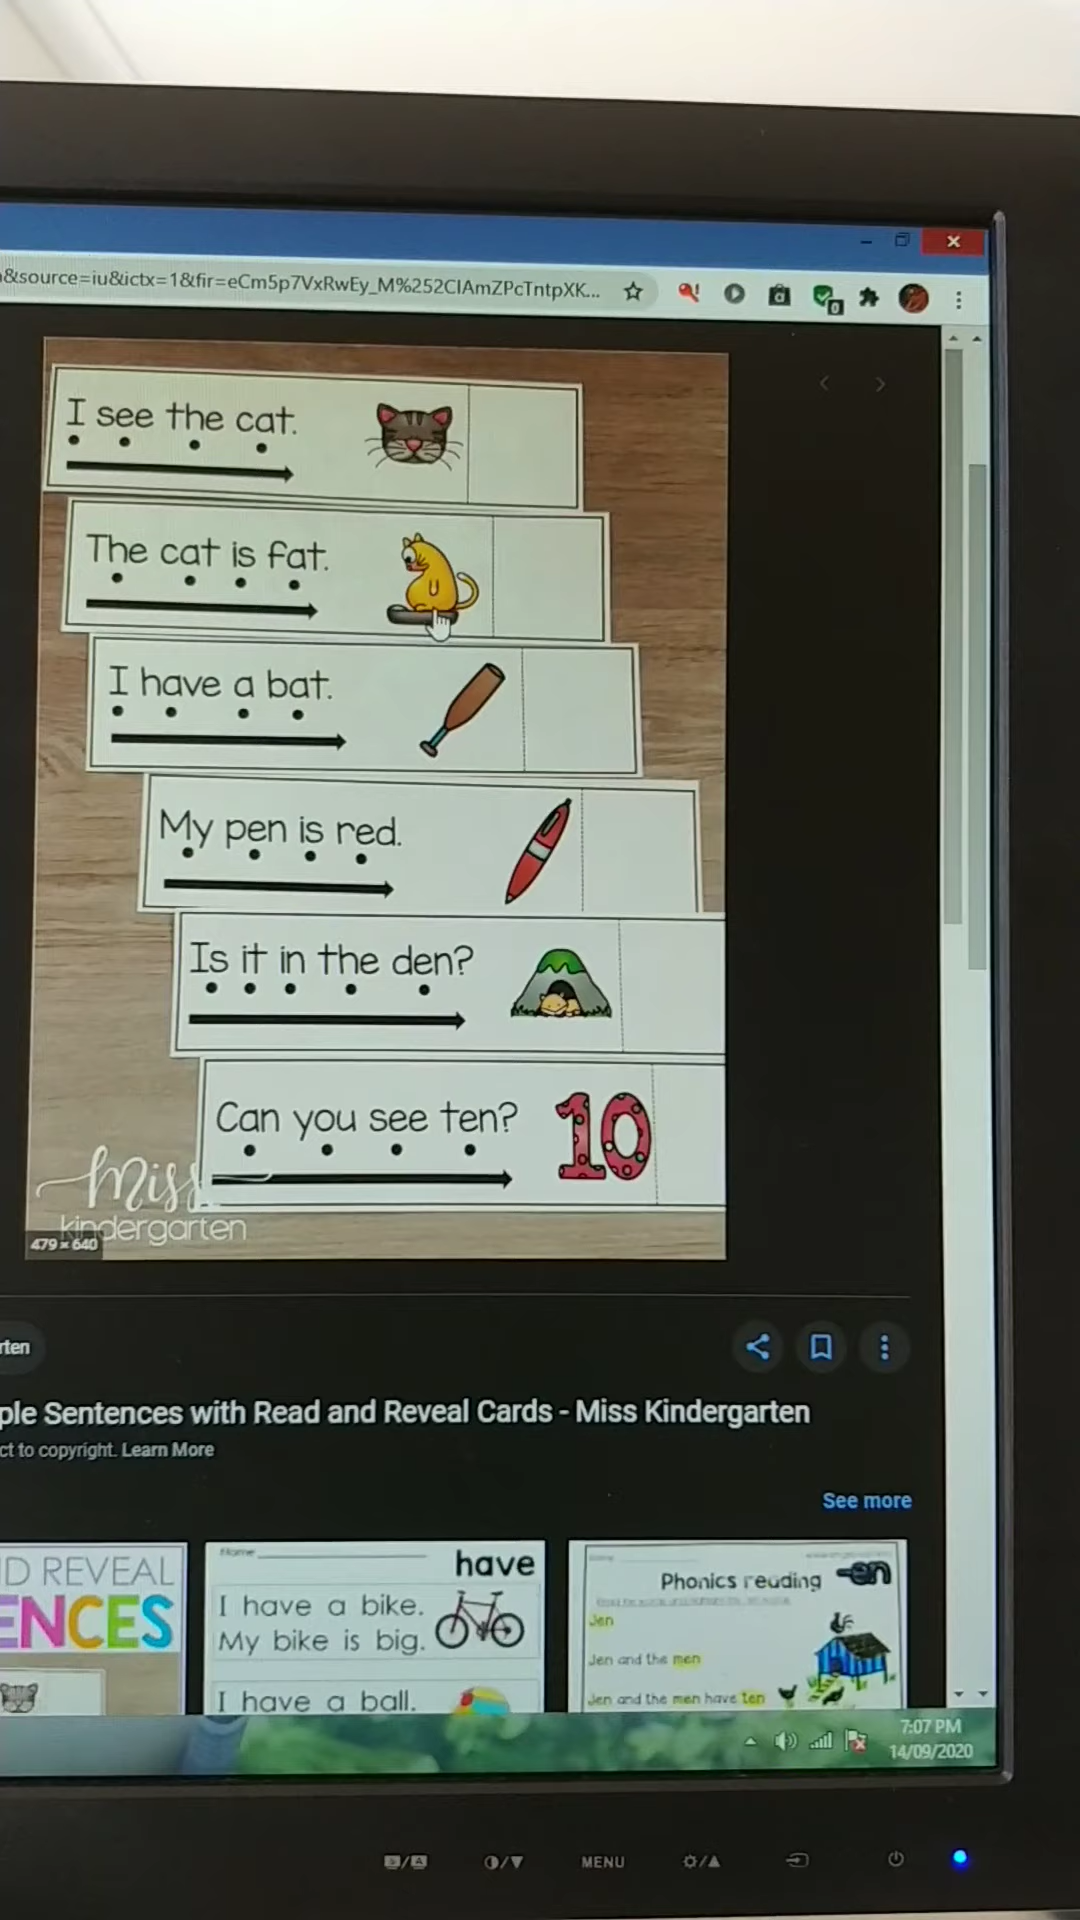 &source=iu&ictx=1&fir=eCm5p7VxRwEy_M%252CIAmZPcTntpXK...
I see the cat.
The cat is fat.
I have a bat.
My pen is red.
Is it in the den?
Can you see ten?
10
Miss
kindergarten
479 × 640
rten
ple Sentences with Read and Reveal Cards - Miss Kindergarten
ct to copyright. Learn More
See more
D REVEAL
ENCES
Name
have
I have a bike.
My bike is big.
I have a ball.
Phonics reading -en
Jen
Jen and the men
Jen and the men have ten
7:07 PM
14/09/2020
MENU